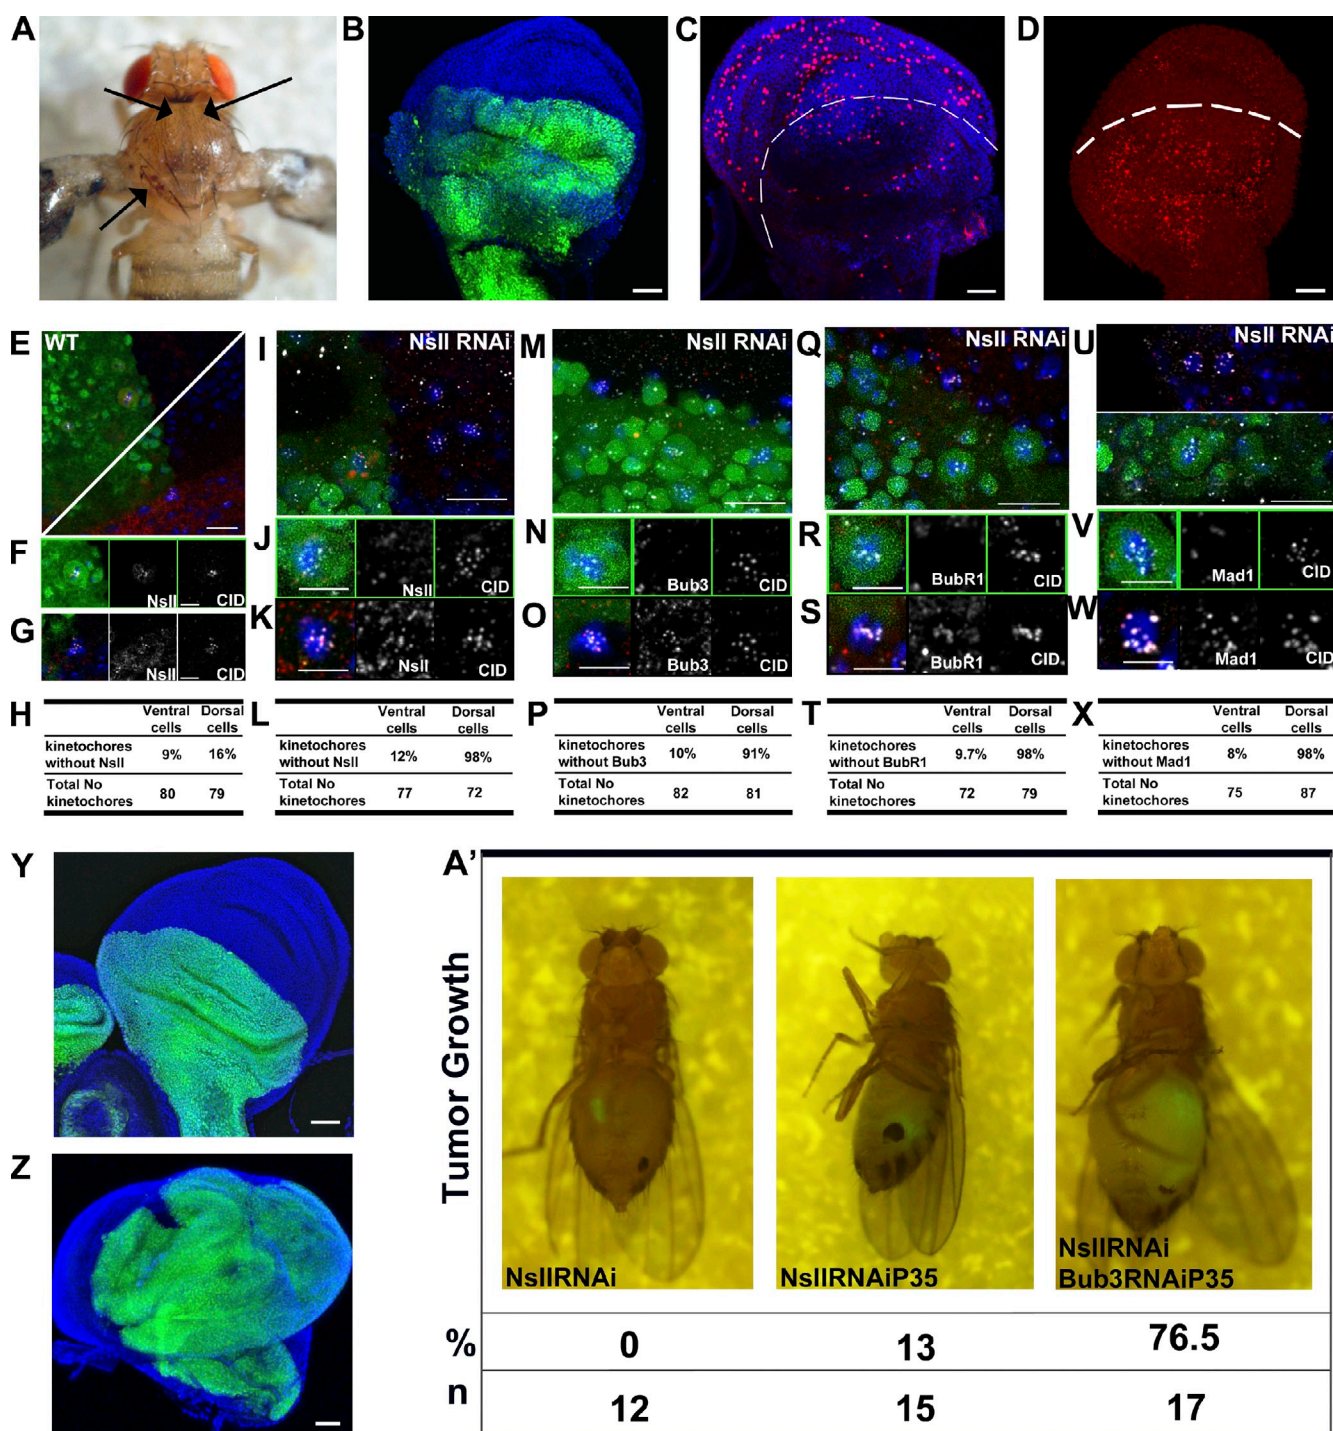 A
B
C
D
E
WT
I
NslI RNAi
M
NslI RNAi
Q
NslI RNAi
U
NslI RNAi
F
NslI
CID
J
NslI
CID
N
Bub3
CID
R
BubR1
CID
V
Mad1
CID
G
NslI
CID
K
NslI
CID
O
Bub3
CID
S
BubR1
CID
W
Mad1
CID
H
Ventral cells
Dorsal cells
kinetochores without NslI
9%
16%
Total No kinetochores
80
79
L
Ventral cells
Dorsal cells
kinetochores without NslI
12%
98%
Total No kinetochores
77
72
P
Ventral cells
Dorsal cells
kinetochores without Bub3
10%
91%
Total No kinetochores
82
81
T
Ventral cells
Dorsal cells
kinetochores without BubR1
9.7%
98%
Total No kinetochores
72
79
X
Ventral cells
Dorsal cells
kinetochores without Mad1
8%
98%
Total No kinetochores
75
87
Y
Z
A'
Tumor Growth
NslIRNAi
NslIRNAiP35
NslIRNAi
Bub3RNAiP35
% 0 13 76.5
n 12 15 17